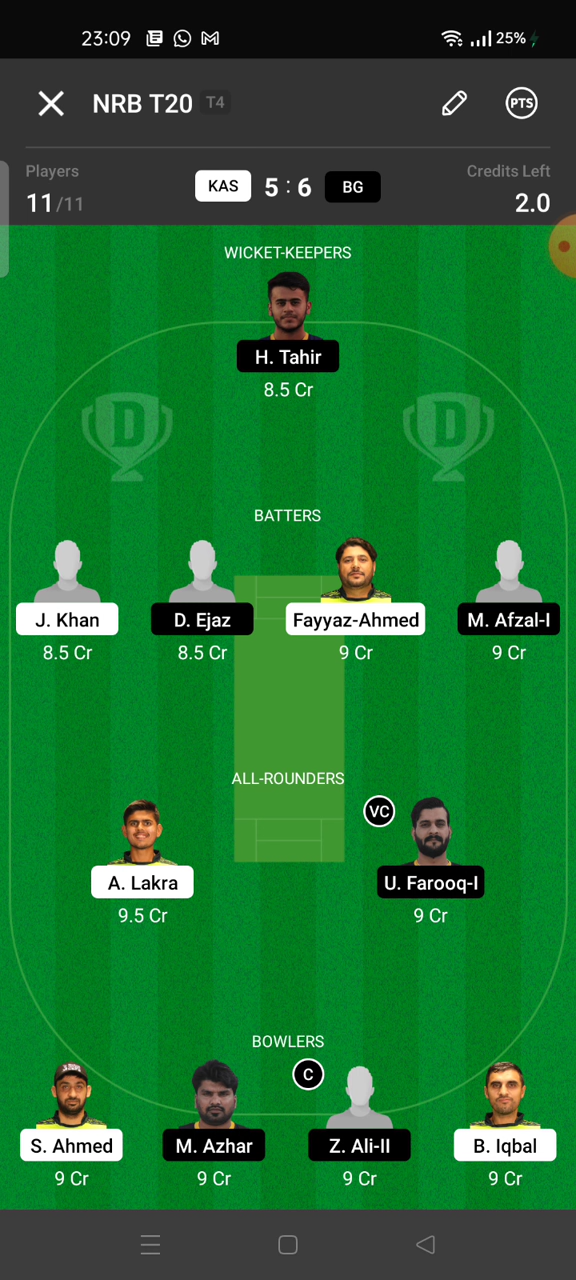 23:09
25%
NRB T20 T4
PTS
Players
Credits Left
11/11
KAS 5 : 6 BG
2.0
WICKET-KEEPERS
H. Tahir
8.5 Cr
D D
BATTERS
J. Khan D. Ejaz Fayyaz-Ahmed M. Afzal-I
8.5 Cr 8.5 Cr 9 Cr 9 Cr
ALL-ROUNDERS
VC
A. Lakra U. Farooq-I
9.5 Cr 9 Cr
BOWLERS
C
S. Ahmed M. Azhar Z. Ali-II B. Iqbal
9 Cr 9 Cr 9 Cr 9 Cr